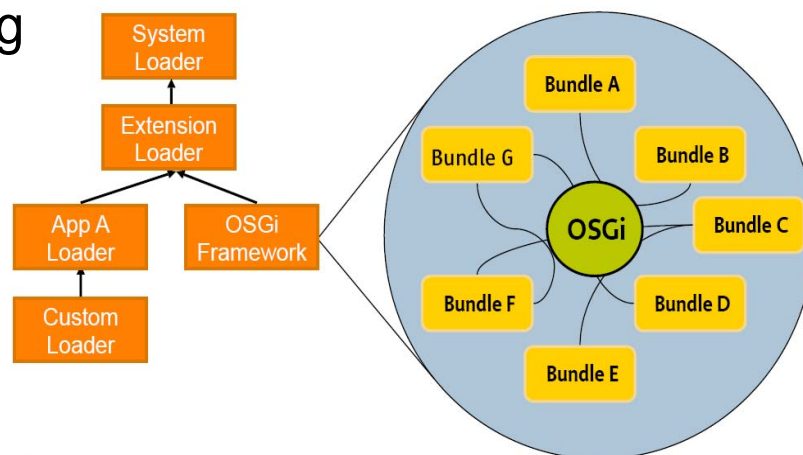 g
System
Loader
Extension
Loader
App A
Loader
OSGi
Framework
Custom
Loader
Bundle A
Bundle G
Bundle B
OSGi
Bundle C
Bundle F
Bundle D
Bundle E